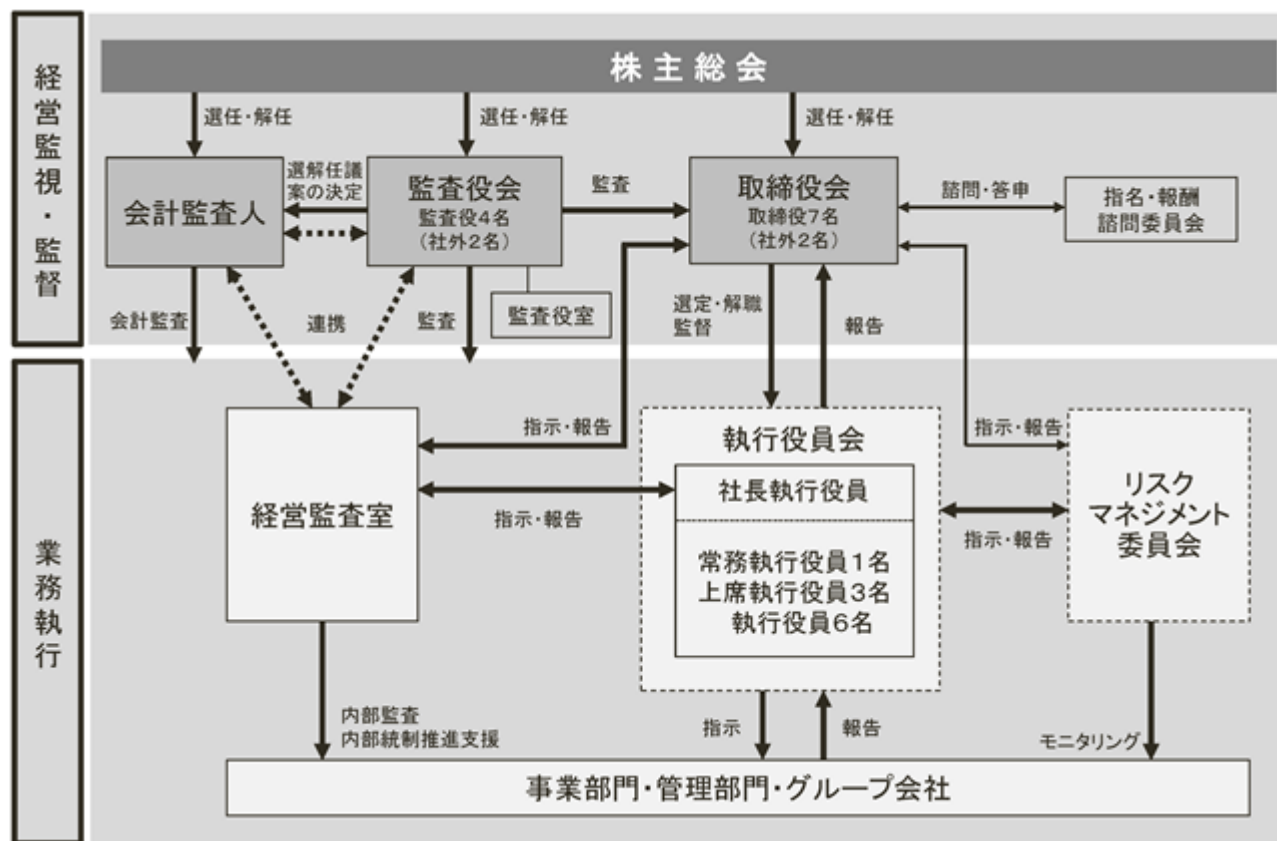 経営監視・監督
株主総会
選任・解任
選任・解任
選任・解任
会計監査人
選解任議
案の決定
監査役会
監査役4名
(社外2名)
監査
取締役会
取締役7名
(社外2名)
諮問・答申
指名・報酬
諮問委員会
会計監査
連携
監査
監査役室
選定・解職
監督
報告
業務執行
経営監査室
指示・報告
指示・報告
執行役員会
社長執行役員
常務執行役員1名
上席執行役員3名
執行役員6名
指示・報告
指示・報告
リスク
マネジメント
委員会
内部監査
内部統制推進支援
指示
報告
モニタリング
事業部門・管理部門・グループ会社